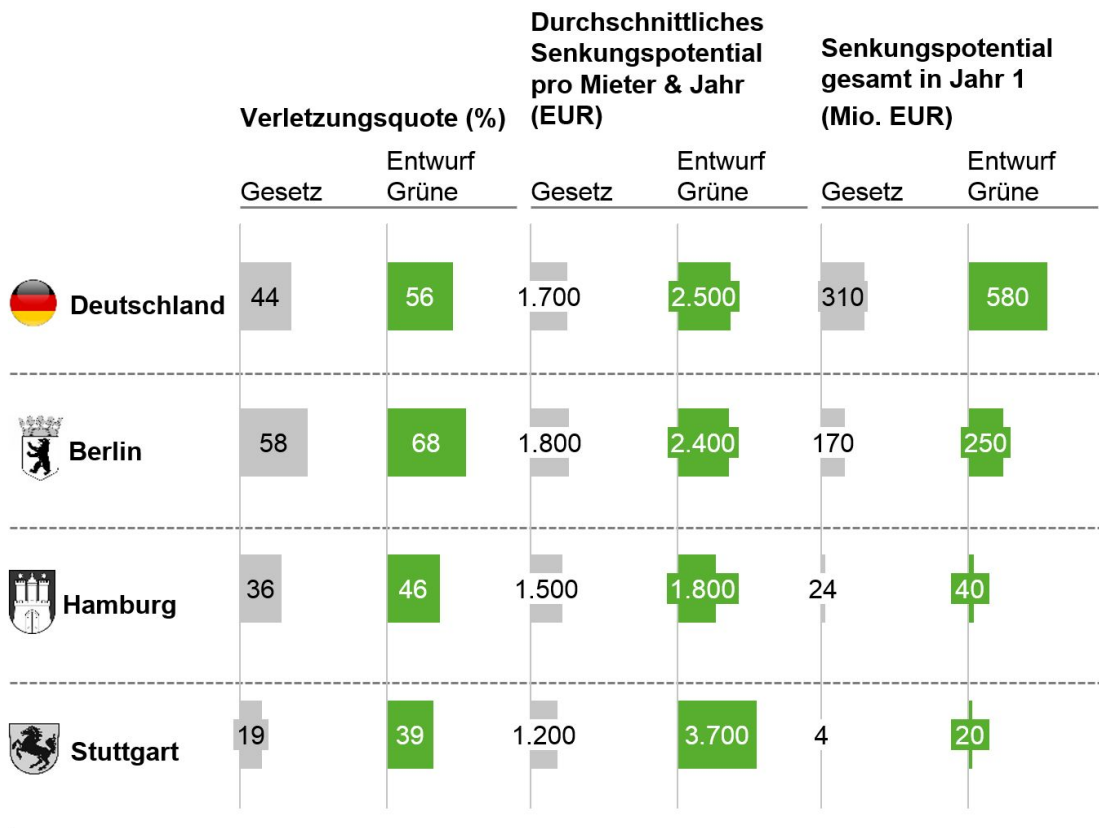 Durchschnittliches
Senkungspotential
pro Mieter & Jahr
(EUR)
Senkungspotential
gesamt in Jahr 1
(Mio. EUR)
Verletzungsquote (%)
Gesetz Entwurf Grüne Gesetz Entwurf Grüne Gesetz Entwurf Grüne
Deutschland 44 56 1.700 2.500 310 580
Berlin 58 68 1.800 2.400 170 250
Hamburg 36 46 1.500 1.800 24 40
Stuttgart 19 39 1.200 3.700 4 20